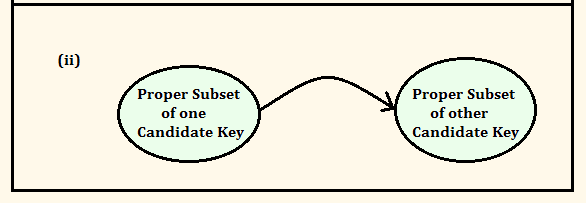 (ii)
Proper Subset
of one
Candidate Key
Proper Subset
of other
Candidate Key